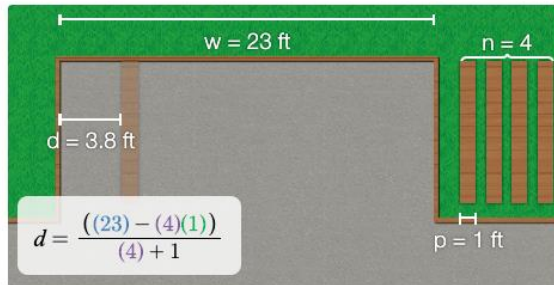 w = 23 ft
n = 4
d = 3.8 ft
d = ((23) − (4)(1)) / (4) + 1
p = 1 ft